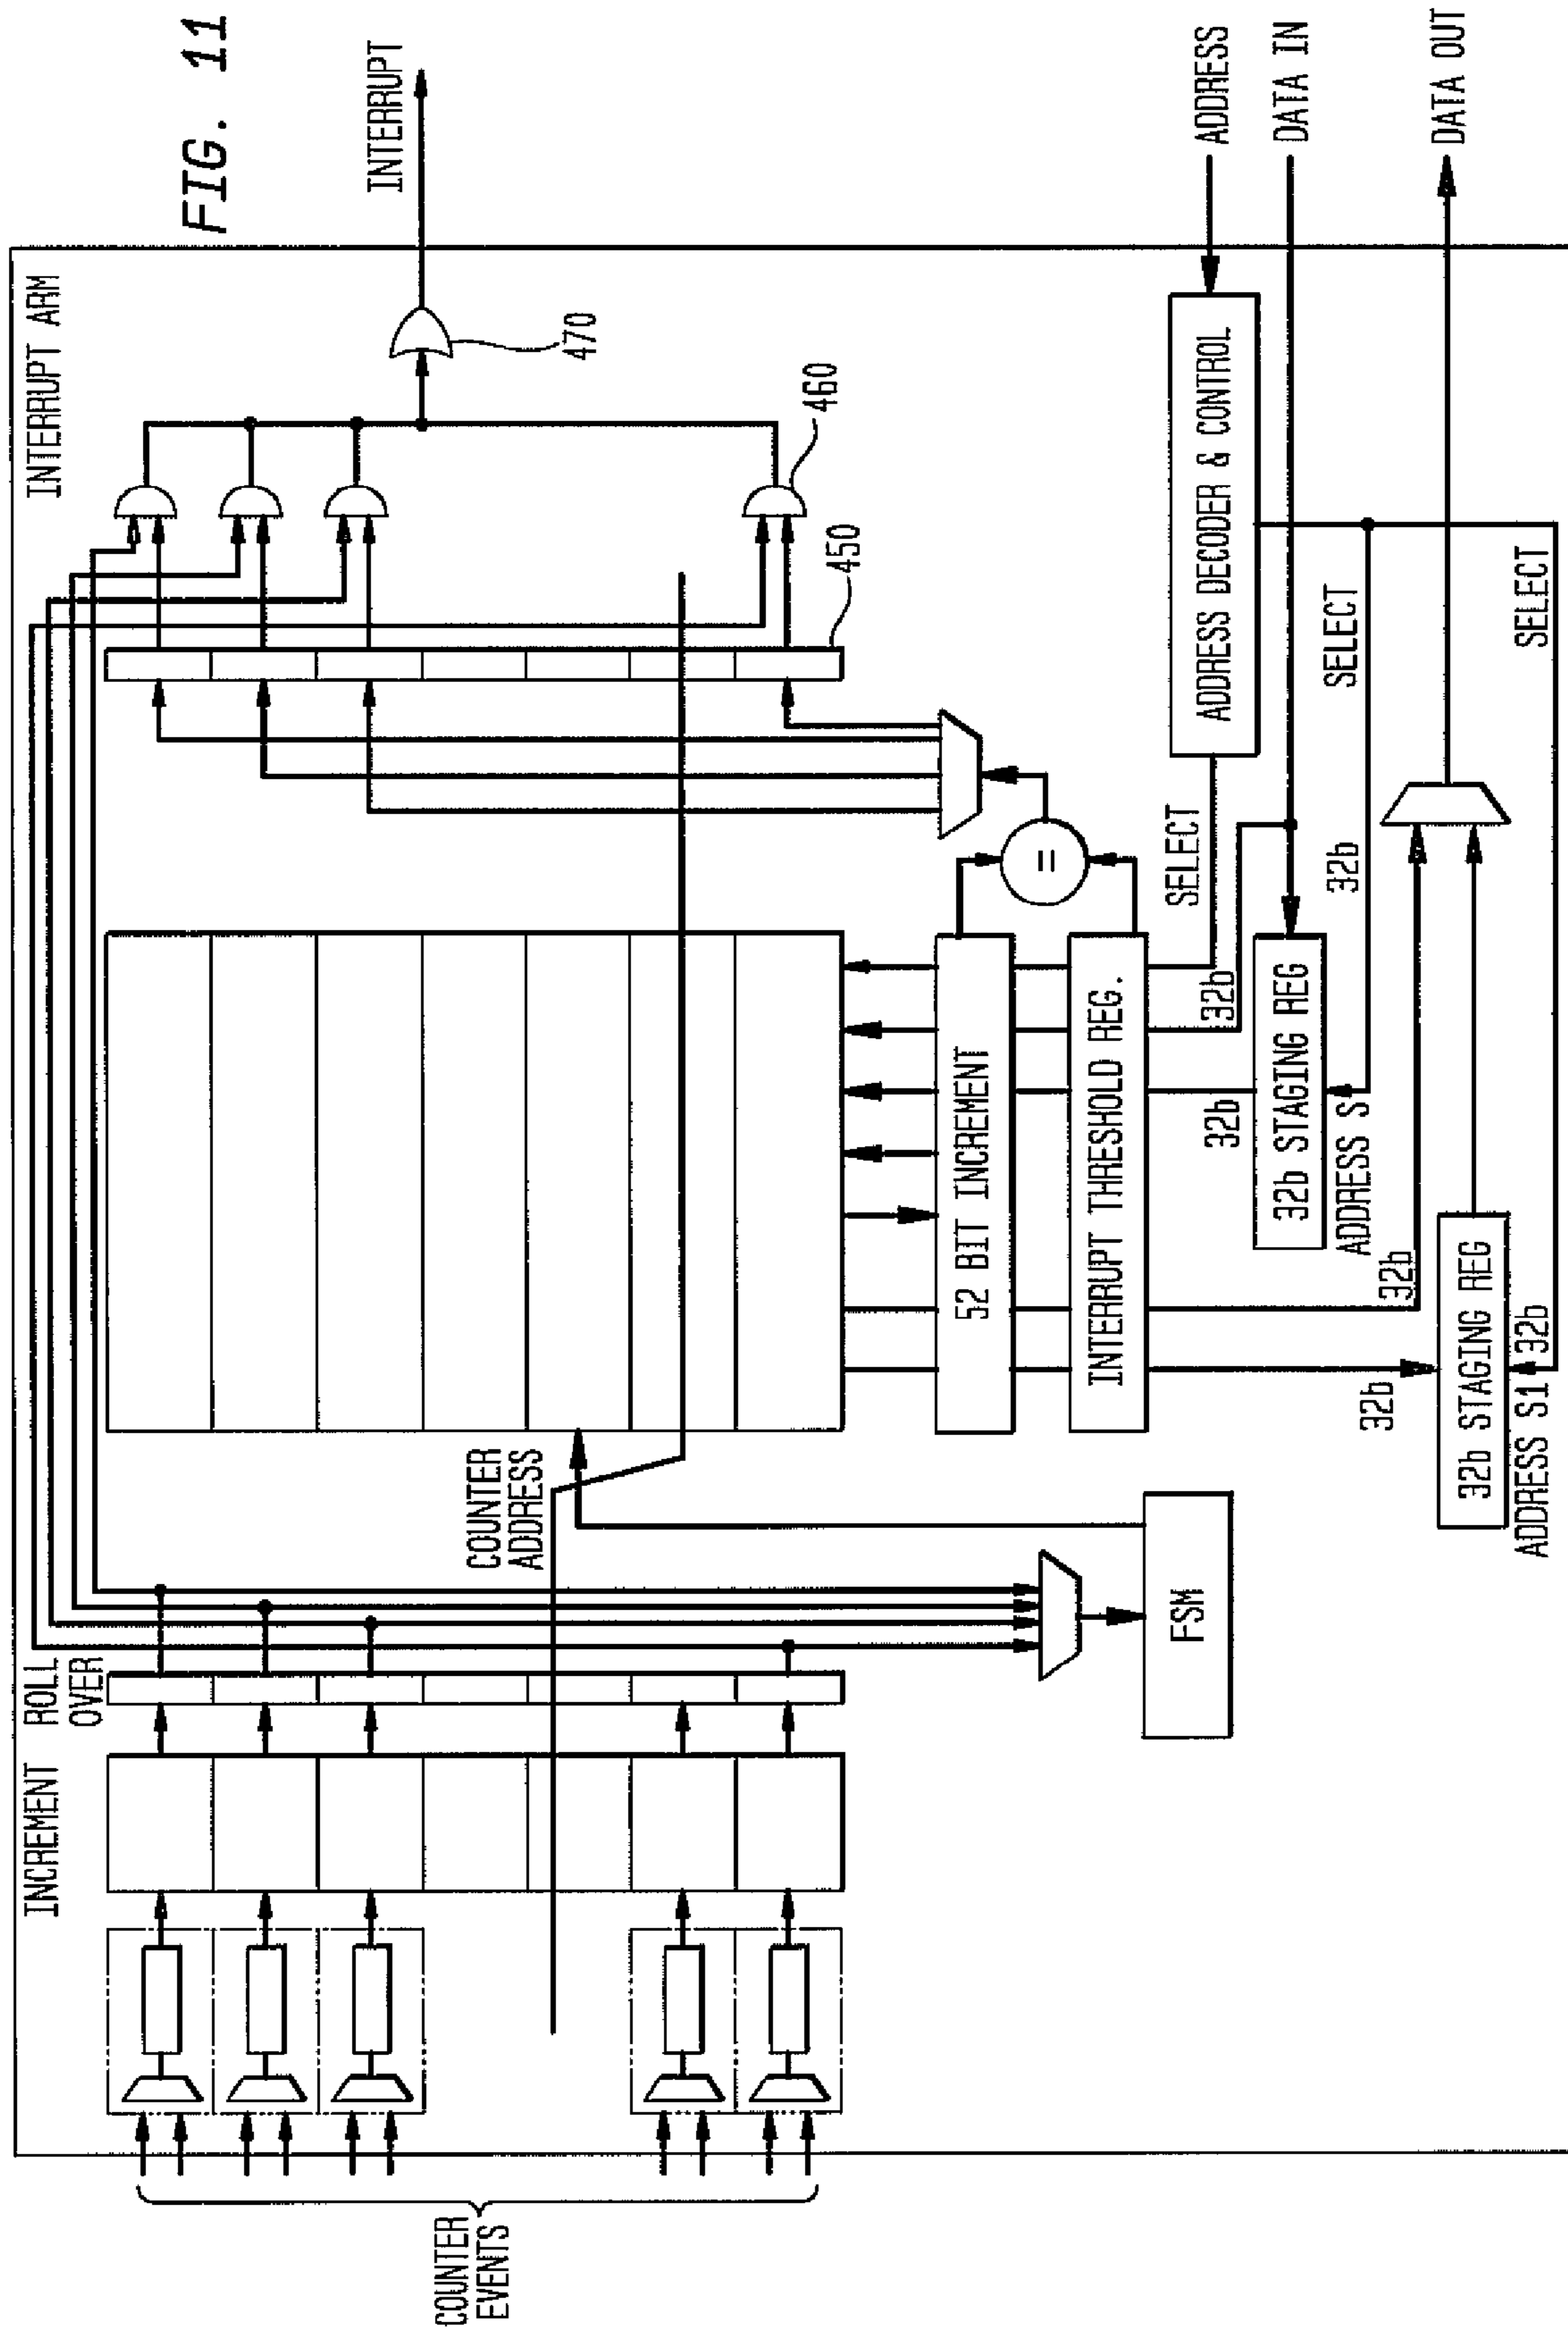 FIG. 11
COUNTER
EVENTS
INCREMENT
ROLL
OVER
COUNTER
ADDRESS
INTERRUPT ARM
INTERRUPT
470
460
450
FSM
52 BIT INCREMENT
INTERRUPT THRESHOLD REG.
=
SELECT
ADDRESS DECODER & CONTROL
ADDRESS
DATA IN
DATA OUT
32b
32b
32b STAGING REG
ADDRESS S
32b
SELECT
32b
32b
32b STAGING REG
ADDRESS S1
32b
SELECT